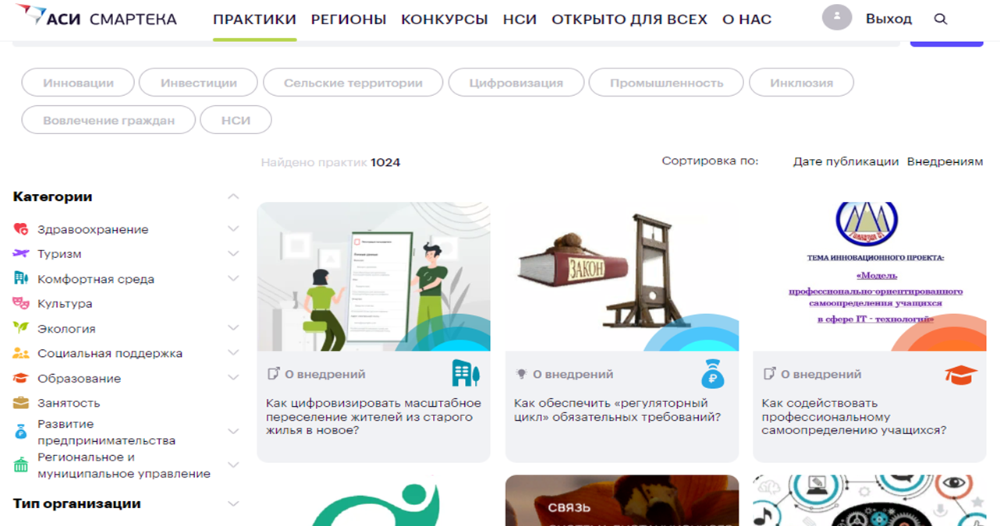 АСИ СМАРТЕКА ПРАКТИКИ РЕГИОНЫ КОНКУРСЫ НСИ ОТКРЫТО ДЛЯ ВСЕХ О НАС Выход
Инновации Инвестиции Сельские территории Цифровизация Промышленность Инклюзия
Вовлечение граждан НСИ
Найдено практик 1024 Сортировка по: Дате публикации Внедрениям
Категории
Здравоохранение
Туризм
Комфортная среда
Культура
Экология
Социальная поддержка
Образование
Занятость
Развитие
предпринимательства
Региональное и
муниципальное управление
Тип организации
ЗАКОН
ТЕМА ИННОВАЦИОННОГО ПРОЕКТА:
«Модель
профессионально-ориентированного
самоопределения учащихся
в сфере IT - технологий»
0 внедрений
Как цифровизировать масштабное
переселение жителей из старого
жилья в новое?
0 внедрений
Как обеспечить «регуляторный
цикл» обязательных требований?
0 внедрений
Как содействовать
профессиональному
самоопределению учащихся?
СВЯЗЬ